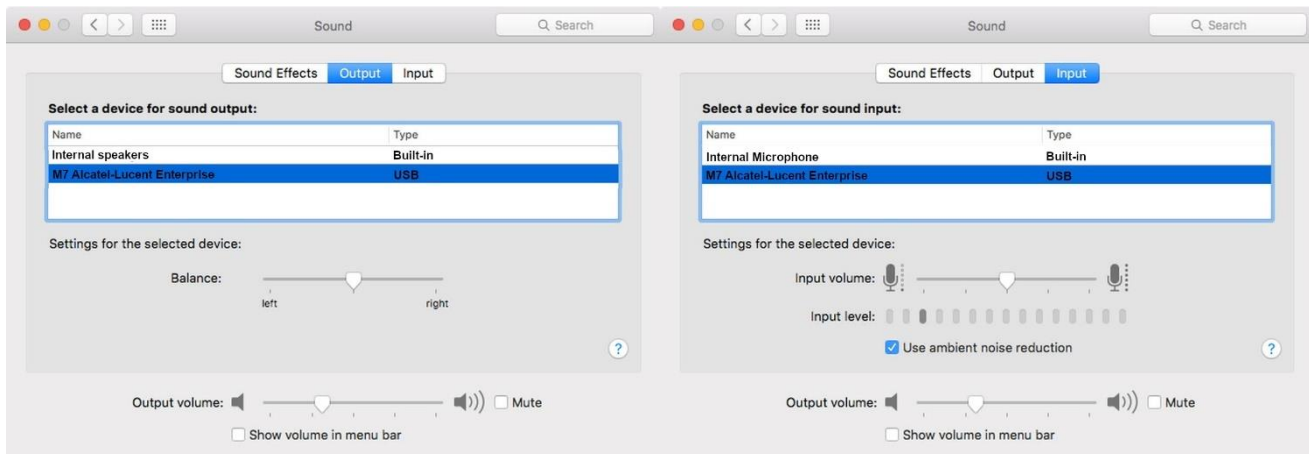 Sound
Search
Sound Effects Output Input
Select a device for sound output:
Name Type
Internal speakers Built-in
M7 Alcatel-Lucent Enterprise USB
Settings for the selected device:
Balance:
left right
?
Output volume: Mute
Show volume in menu bar
Sound
Search
Sound Effects Output Input
Select a device for sound input:
Name Type
Internal Microphone Built-in
M7 Alcatel-Lucent Enterprise USB
Settings for the selected device:
Input volume:
Input level:
Use ambient noise reduction
?
Output volume: Mute
Show volume in menu bar